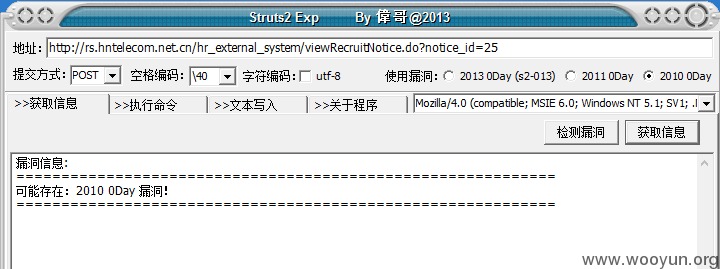 Struts2 Exp By 偉哥@2013
地址: http://rs.hntelecom.net.cn/hr_external_system/viewRecruitNotice.do?notice_id=25
提交方式: POST 空格编码: \40 字符编码: utf-8 使用漏洞: 2013 0Day (s2-013) 2011 0Day 2010 0Day
>>获取信息 >>执行命令 >>文本写入 >>关于程序 Mozilla/4.0 (compatible; MSIE 6.0; Windows NT 5.1; SV1; .I
检测漏洞 获取信息
漏洞信息:
============================================================
可能存在: 2010 0Day 漏洞!
============================================================
www.wooyun.org